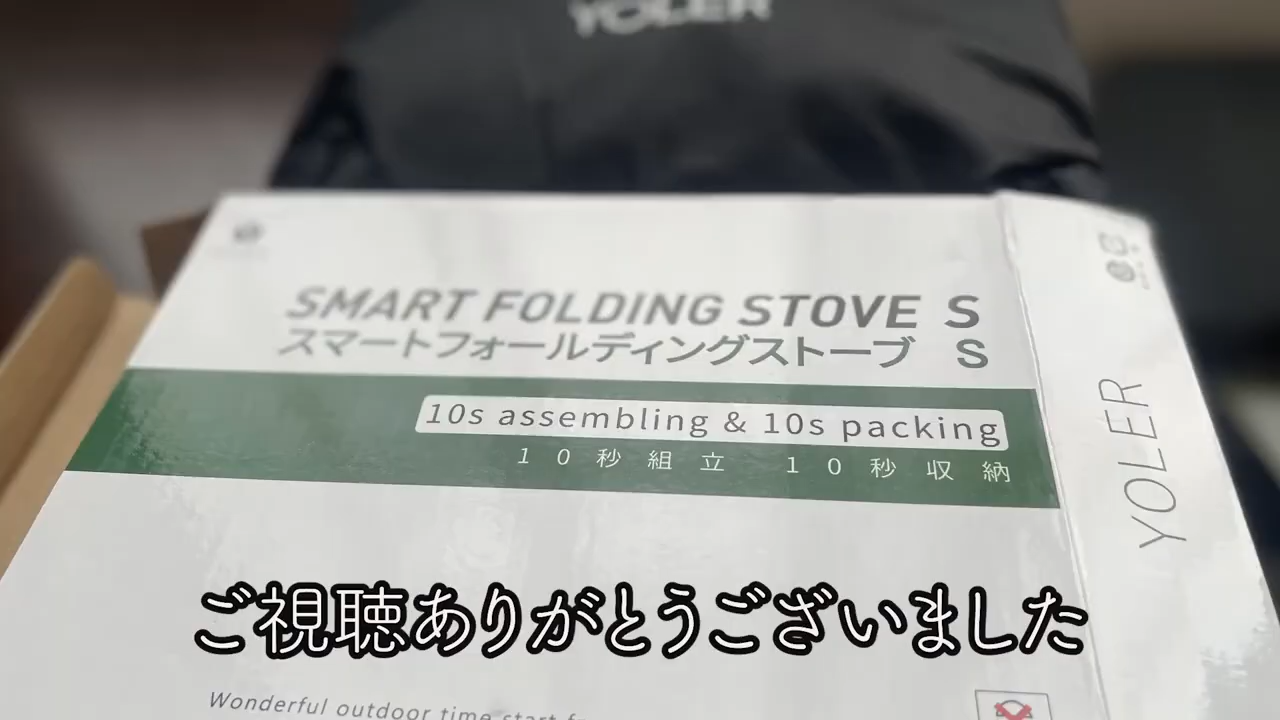 YOLER
SMART FOLDING STOVE S
スマートフォールディングストーブ S
10s assembling & 10s packing
10秒組立 10秒収納
YOLER
ご視聴ありがとうございました
Wonderful outdoor time start